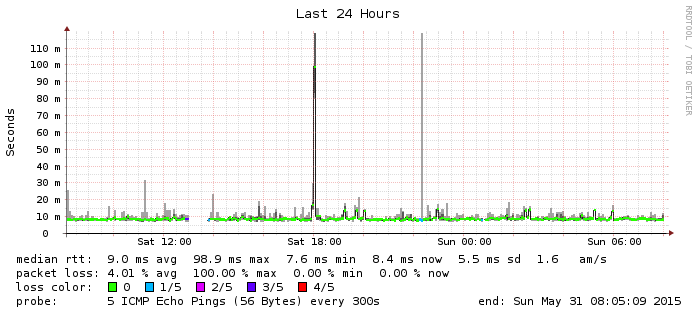 Last 24 Hours
RRDTOOL / TOBI OETIKER
Seconds
110 m
100 m
90 m
80 m
70 m
60 m
50 m
40 m
30 m
20 m
10 m
0
Sat 12:00 Sat 18:00 Sun 00:00 Sun 06:00
median rtt: 9.0 ms avg 98.9 ms max 7.6 ms min 8.4 ms now 5.5 ms sd 1.6 am/s
packet loss: 4.01 % avg 100.00 % max 0.00 % min 0.00 % now
loss color: 0 1/5 2/5 3/5 4/5
probe: 5 ICMP Echo Pings (56 Bytes) every 300s end: Sun May 31 08:05:09 2015